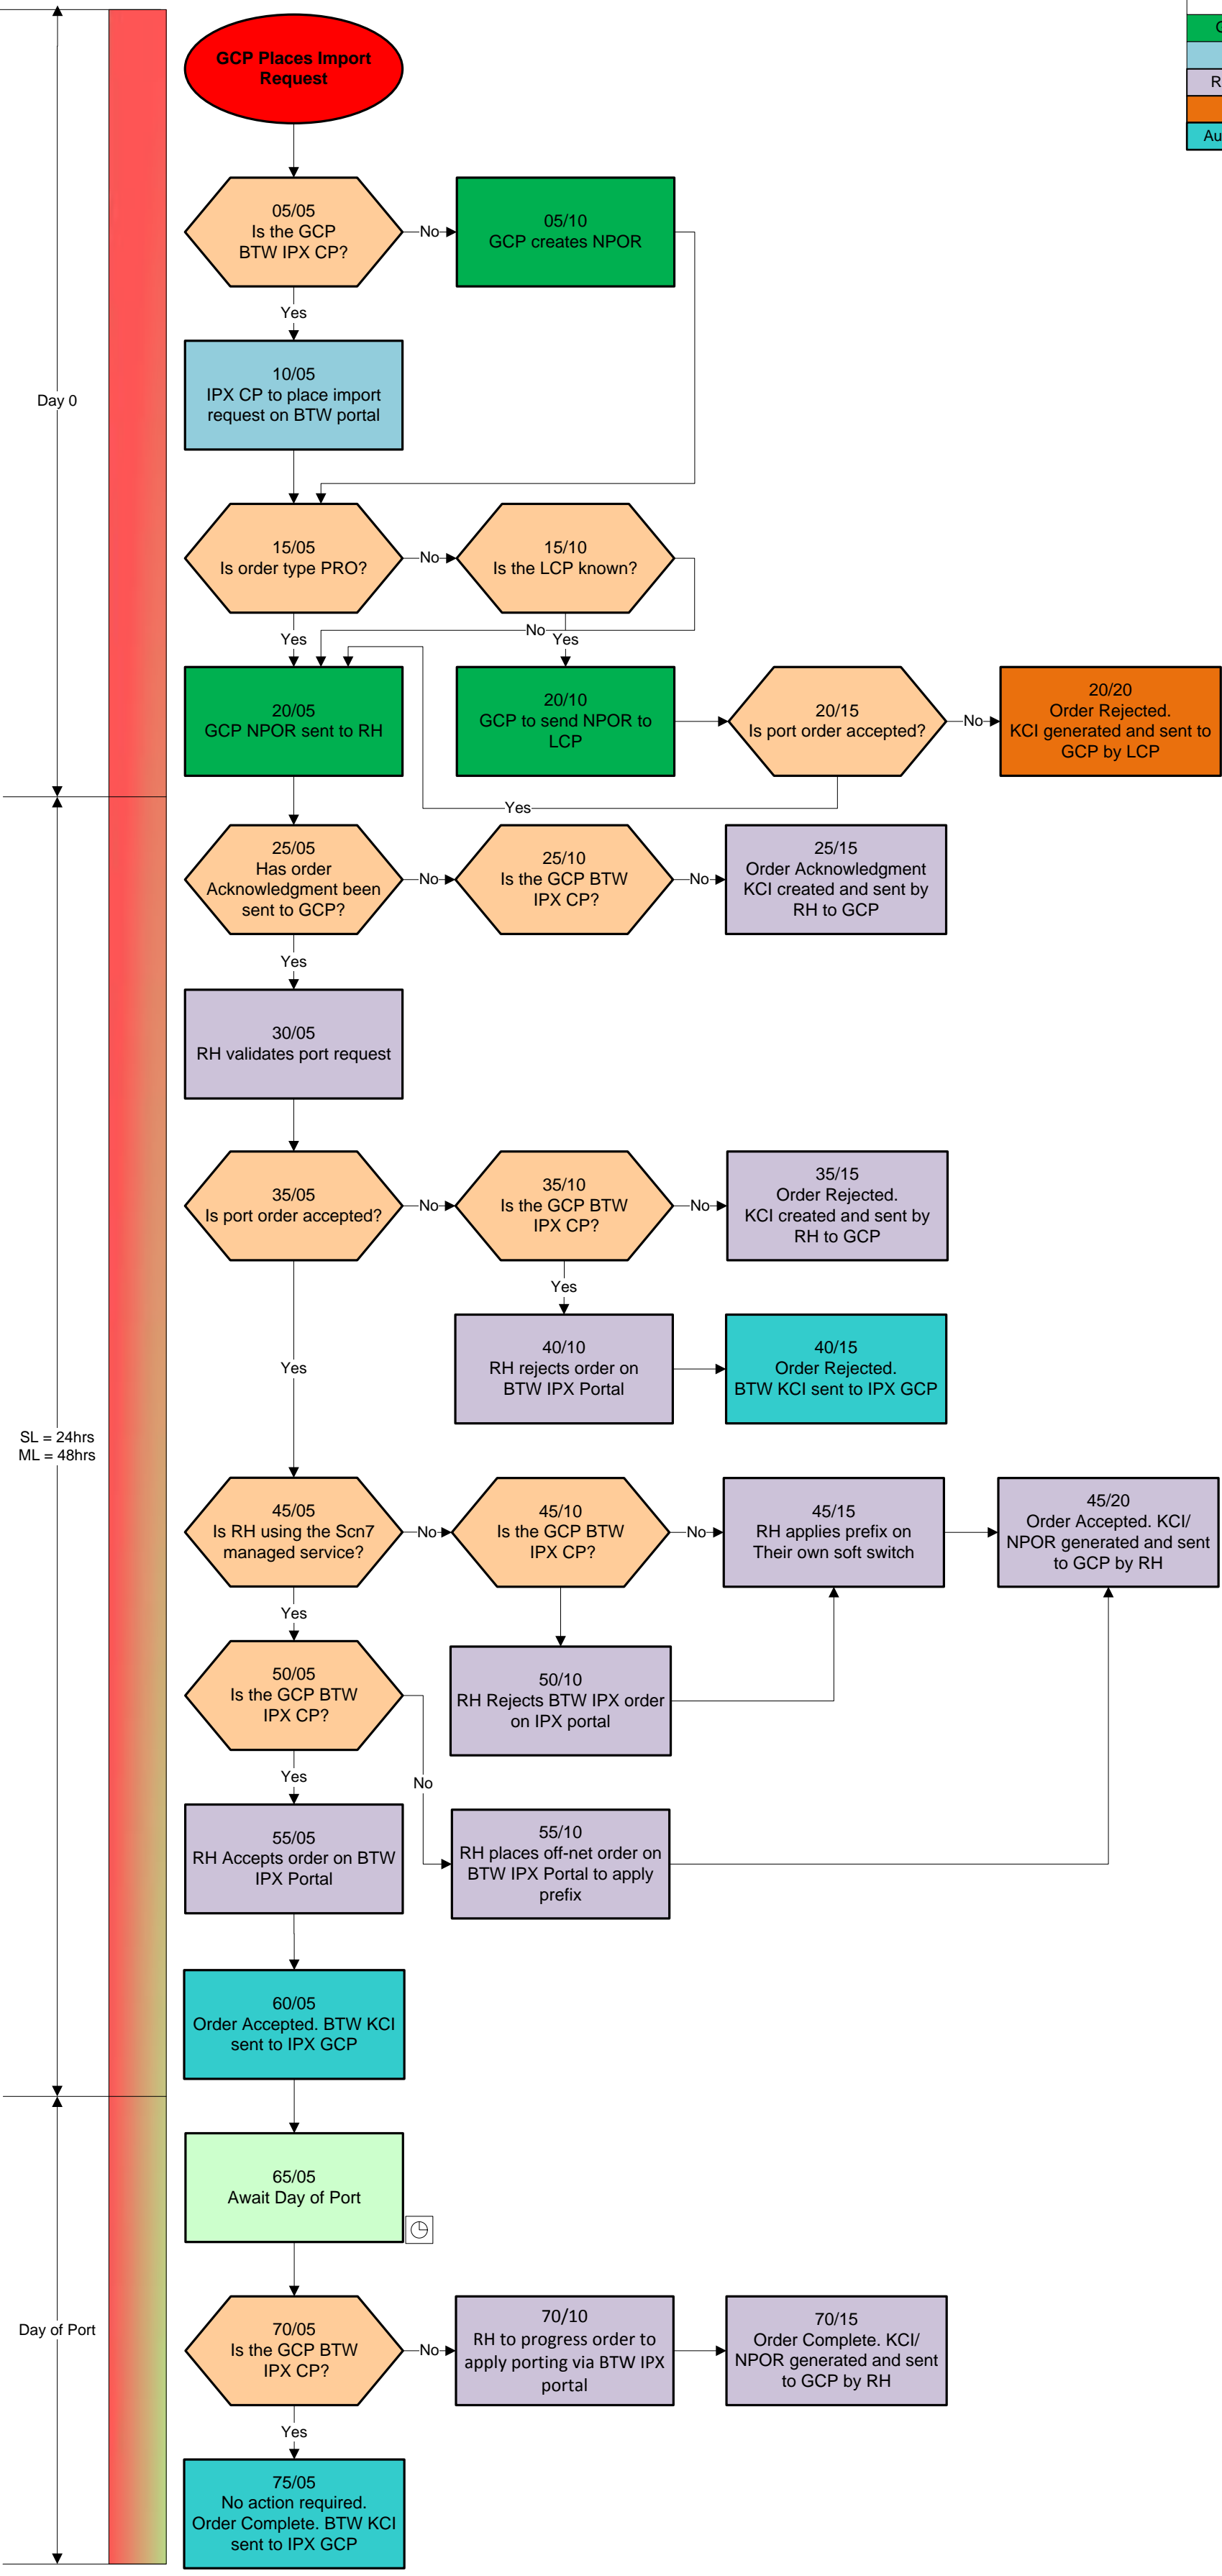 GCP Places Import
Request
05/05
Is the GCP
BTW IPX CP?
No
05/10
GCP creates NPOR
Yes
10/05
IPX CP to place import
request on BTW portal
Day 0
15/05
Is order type PRO?
No
15/10
Is the LCP known?
Yes
No
Yes
20/05
GCP NPOR sent to RH
20/10
GCP to send NPOR to
LCP
20/15
Is port order accepted?
No
20/20
Order Rejected.
KCI generated and sent to
GCP by LCP
Yes
25/05
Has order
Acknowledgment been
sent to GCP?
No
25/10
Is the GCP BTW
IPX CP?
No
25/15
Order Acknowledgment
KCI created and sent by
RH to GCP
Yes
30/05
RH validates port request
35/05
Is port order accepted?
No
35/10
Is the GCP BTW
IPX CP?
No
35/15
Order Rejected.
KCI created and sent by
RH to GCP
Yes
Yes
40/10
RH rejects order on
BTW IPX Portal
40/15
Order Rejected.
BTW KCI sent to IPX GCP
SL = 24hrs
ML = 48hrs
45/05
Is RH using the Scn7
managed service?
No
45/10
Is the GCP BTW
IPX CP?
No
45/15
RH applies prefix on
Their own soft switch
45/20
Order Accepted. KCI/
NPOR generated and sent
to GCP by RH
Yes
50/05
Is the GCP BTW
IPX CP?
50/10
RH Rejects BTW IPX order
on IPX portal
Yes
No
55/05
RH Accepts order on BTW
IPX Portal
55/10
RH places off-net order on
BTW IPX Portal to apply
prefix
60/05
Order Accepted. BTW KCI
sent to IPX GCP
65/05
Await Day of Port
Day of Port
70/05
Is the GCP BTW
IPX CP?
No
70/10
RH to progress order to
apply porting via BTW IPX
portal
70/15
Order Complete. KCI/
NPOR generated and sent
to GCP by RH
Yes
75/05
No action required.
Order Complete. BTW KCI
sent to IPX GCP